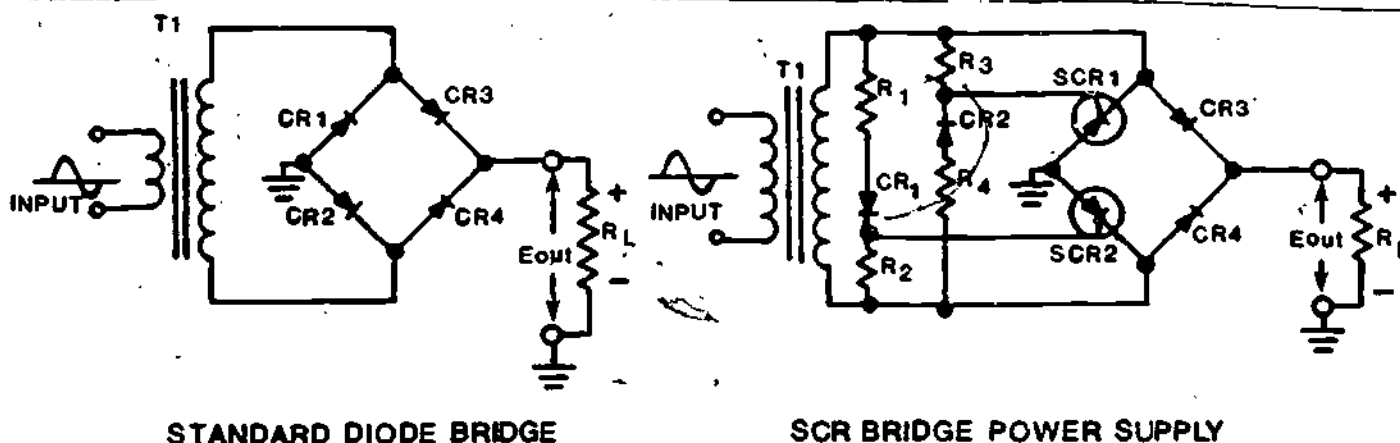 T1
CR1
CR3
CR2
CR4
INPUT
Eout
+
R L
−
STANDARD DIODE BRIDGE
T1
R1
R3
SCR1
CR2
CR3
CR1
R4
INPUT
R2
SCR2
CR4
Eout
+
R
−
SCR BRIDGE POWER SUPPLY